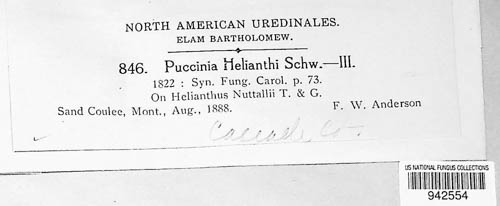 NORTH AMERICAN UREDINALES.
ELAM BARTHOLOMEW.
846. Puccinia Helianthi Schw.—III.
1822 : Syn. Fung. Carol. p. 73.
On Helianthus Nuttallii T. & G.
Sand Coulee, Mont., Aug., 1888. F. W. Anderson
Cascade Co.
US NATIONAL FUNGUS COLLECTIONS
942554